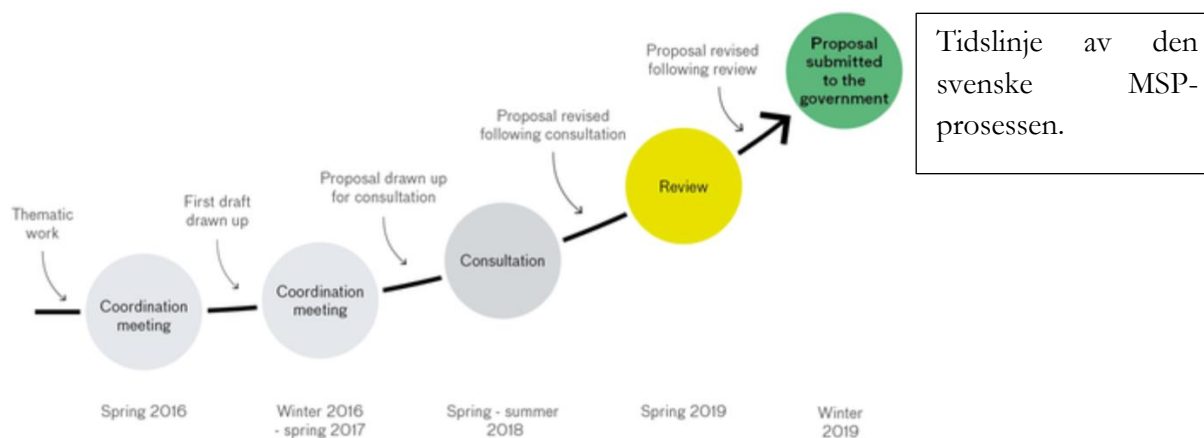 Thematic
work
Coordination
meeting
Spring 2016
First draft
drawn up
Coordination
meeting
Winter 2016
- spring 2017
Proposal drawn up
for consultation
Consultation
Spring - summer
2018
Proposal revised
following consultation
Review
Spring 2019
Proposal revised
following review
Proposal
submitted
to the
government
Winter
2019
Tidslinje av den
svenske MSP-
prosessen.